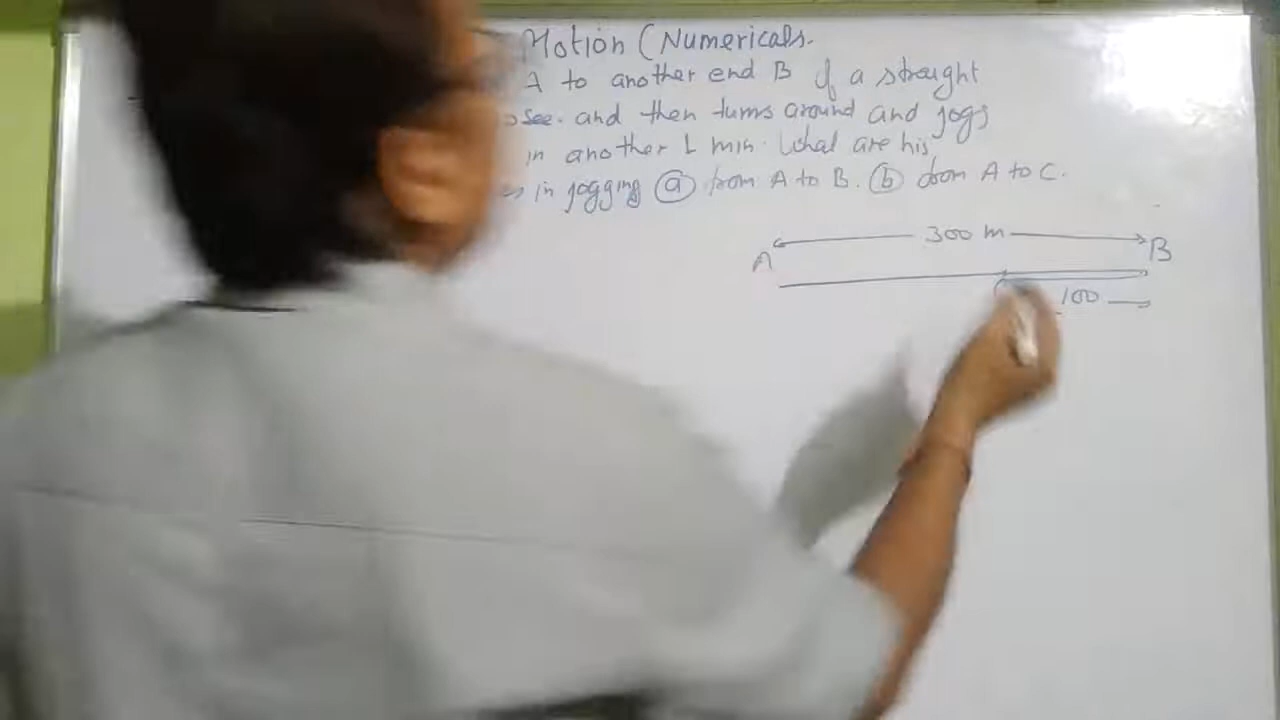 Motion (Numericals.
A to another end B of a straight
sec. and then turns around and jogs
in another 1 min. What are his
in jogging (a) from A to B. (b) from A to C.
300 m
A B
100